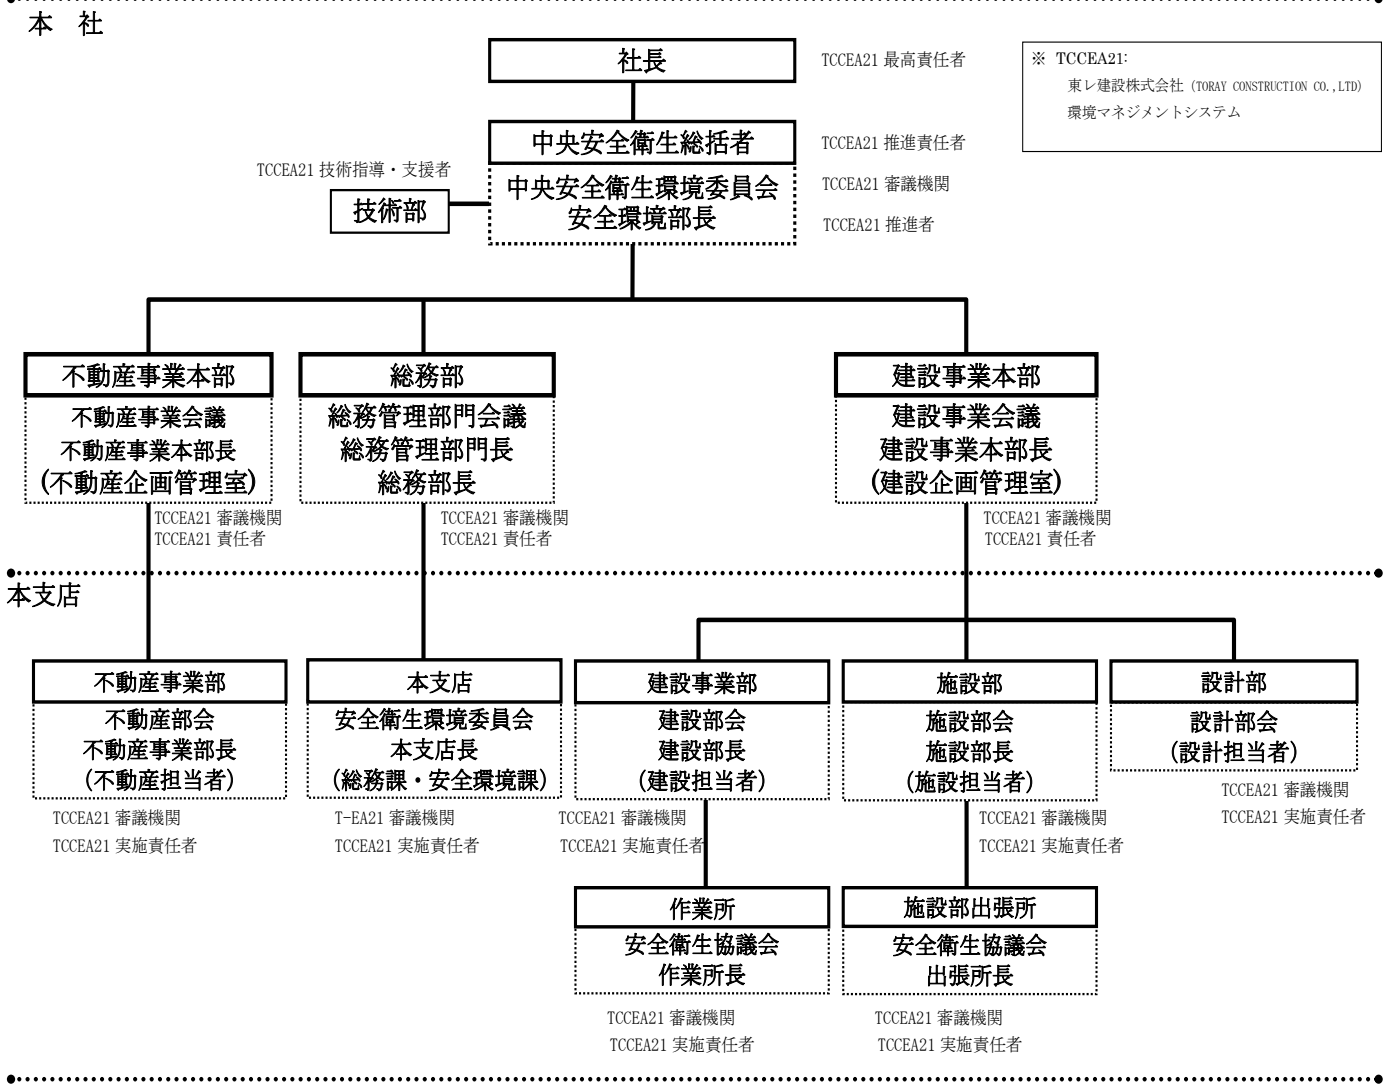 本　社
社長
TCCEA21 最高責任者
※ TCCEA21:
東レ建設株式会社 (TORAY CONSTRUCTION CO.,LTD)
環境マネジメントシステム
中央安全衛生総括者
TCCEA21 推進責任者
TCCEA21 技術指導・支援者
技術部
中央安全衛生環境委員会
安全環境部長
TCCEA21 審議機関
TCCEA21 推進者
不動産事業本部
不動産事業会議
不動産事業本部長
(不動産企画管理室)
TCCEA21 審議機関
TCCEA21 責任者
総務部
総務管理部門会議
総務管理部門長
総務部長
TCCEA21 審議機関
TCCEA21 責任者
建設事業本部
建設事業会議
建設事業本部長
(建設企画管理室)
TCCEA21 審議機関
TCCEA21 責任者
本支店
不動産事業部
不動産部会
不動産事業部長
(不動産担当者)
TCCEA21 審議機関
TCCEA21 実施責任者
本支店
安全衛生環境委員会
本支店長
(総務課・安全環境課)
T-EA21 審議機関
TCCEA21 実施責任者
建設事業部
建設部会
建設部長
(建設担当者)
TCCEA21 審議機関
TCCEA21 実施責任者
施設部
施設部会
施設部長
(施設担当者)
TCCEA21 審議機関
TCCEA21 実施責任者
設計部
設計部会
(設計担当者)
TCCEA21 審議機関
TCCEA21 実施責任者
作業所
安全衛生協議会
作業所長
TCCEA21 審議機関
TCCEA21 実施責任者
施設部出張所
安全衛生協議会
出張所長
TCCEA21 審議機関
TCCEA21 実施責任者